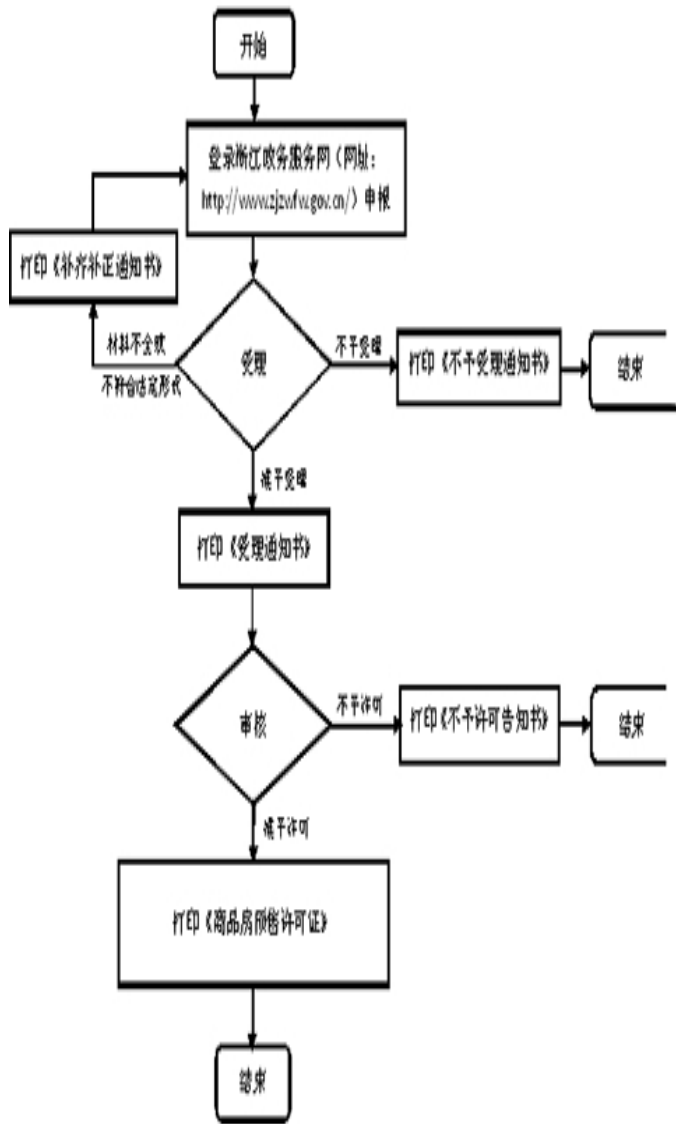 开始
登录浙江政务服务网（网址：
http://www.zjzwfw.gov.cn/）申报
打印《补齐补正通知书》
材料不全或
不符合法定形式
受理
不予受理
打印《不予受理通知书》
结束
准予受理
打印《受理通知书》
审核
不予许可
打印《不予许可告知书》
结束
准予许可
打印《商品房预售许可证》
结束